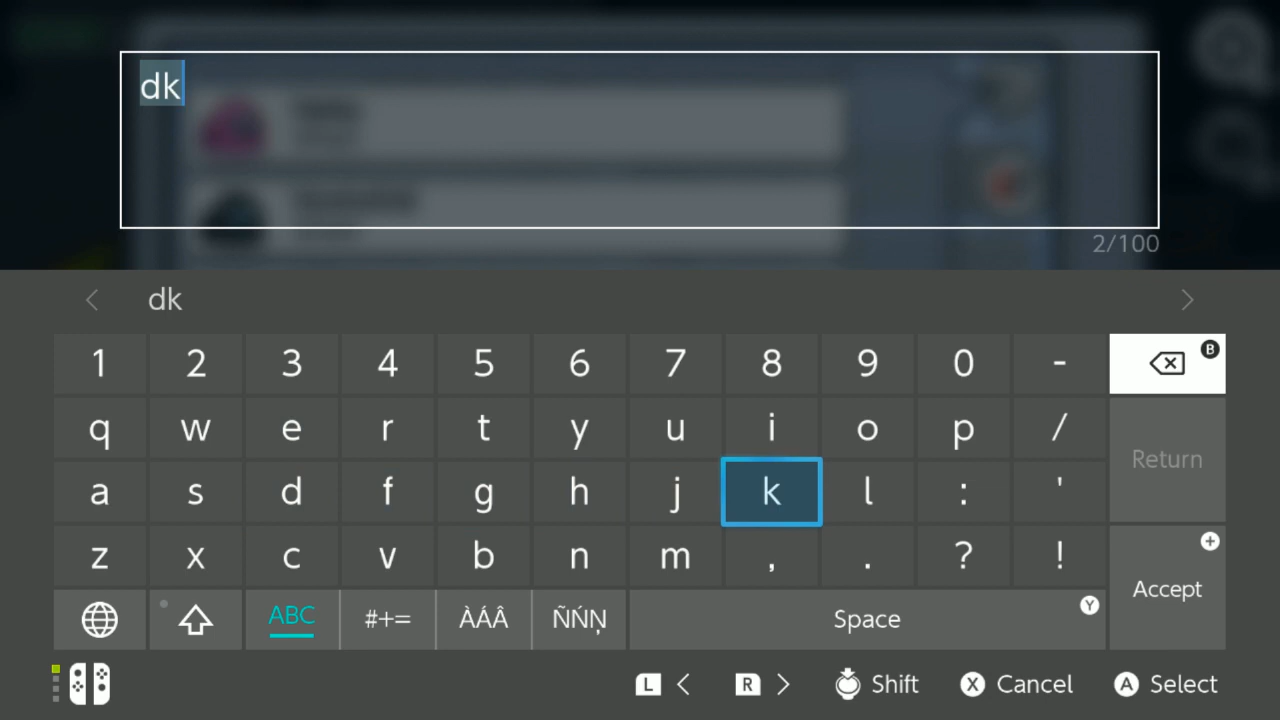 dk
2/100
dk
1 2 3 4 5 6 7 8 9 0 - B
q w e r t y u i o p / Return
a s d f g h j k l : '
z x c v b n m , . ? ! + Accept
ABC #+= ÀÁÂ ÑŃŅ Space Y
L < R > Shift X Cancel A Select